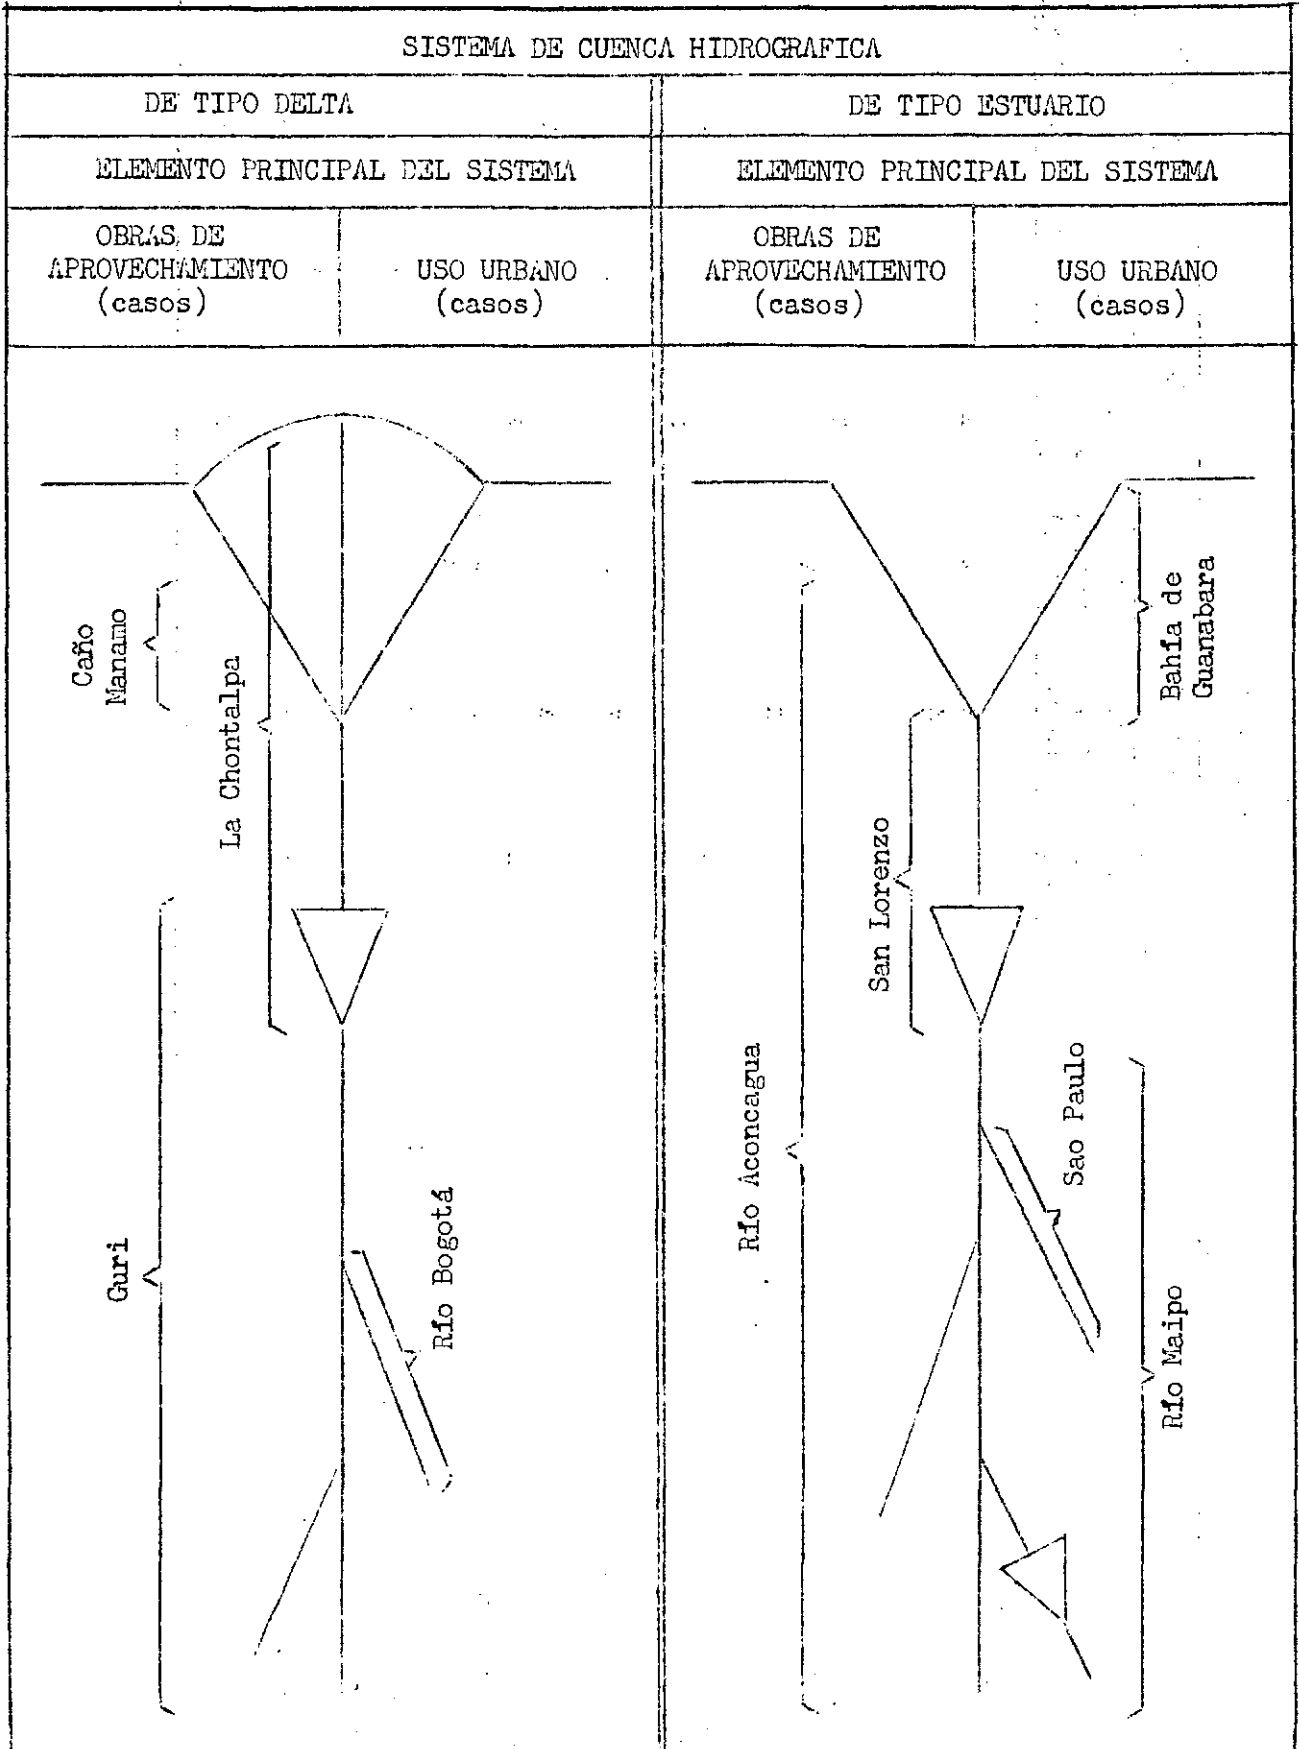 SISTEMA DE CUENCA HIDROGRAFICA
DE TIPO DELTA
DE TIPO ESTUARIO
ELEMENTO PRINCIPAL DEL SISTEMA
ELEMENTO PRINCIPAL DEL SISTEMA
OBRAS DE
APROVECHAMIENTO
(casos)
USO URBANO
(casos)
OBRAS DE
APROVECHAMIENTO
(casos)
USO URBANO
(casos)
Caño
Manamo
La Chontalpa
Guri
Río Bogotá
Río Aconcagua
San Lorenzo
Bahía de
Guanabara
Sao Paulo
Río Maipo